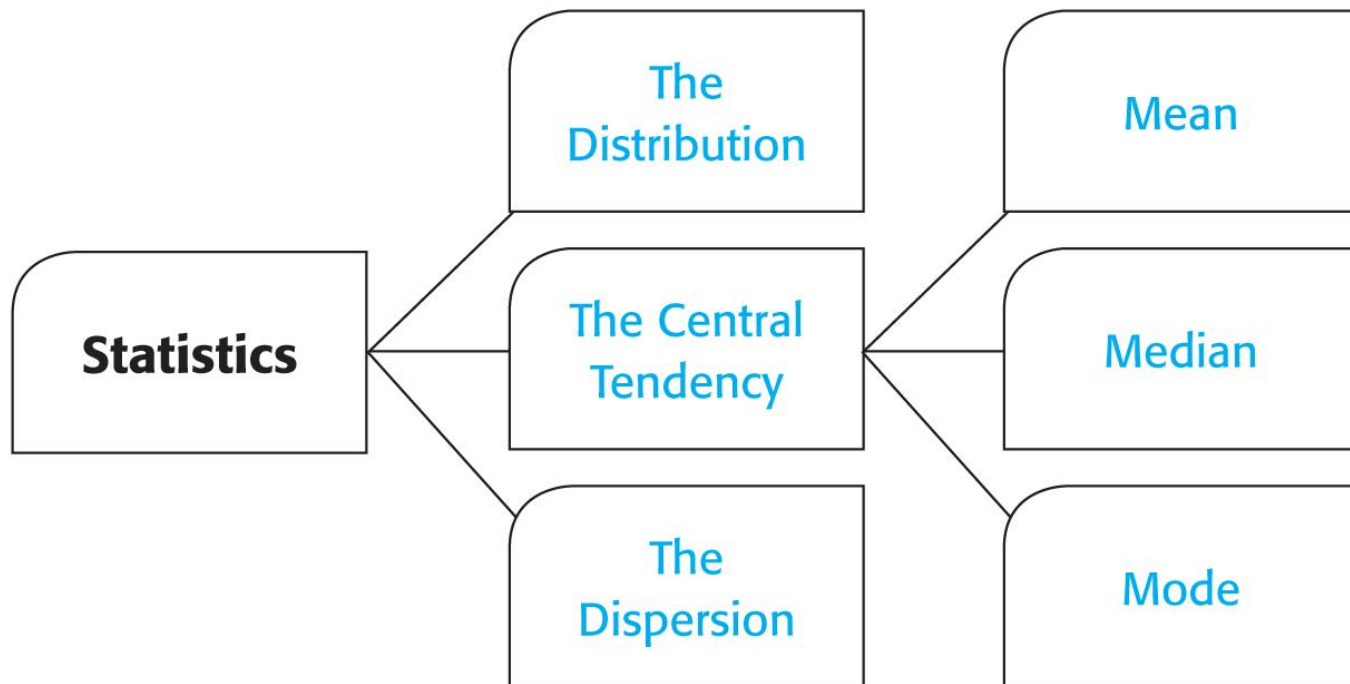 Statistics
The
Distribution
The Central
Tendency
The
Dispersion
Mean
Median
Mode